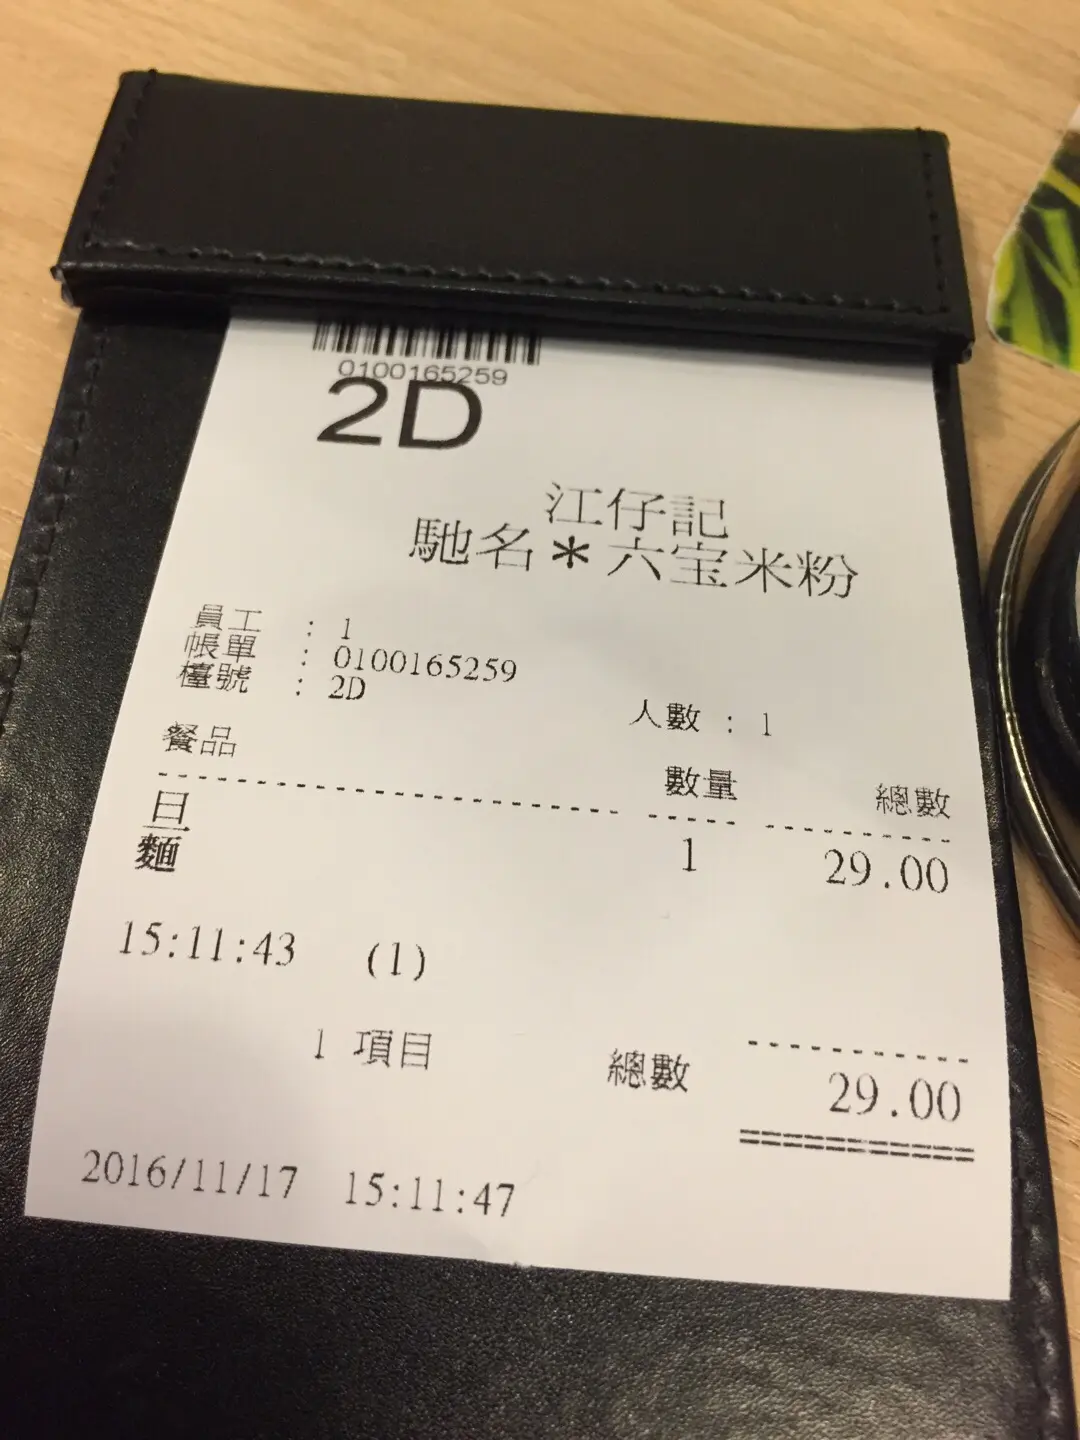 0100165259
2D
江仔記
馳名*六宝米粉
員工 : 1
帳單 : 0100165259
檯號 : 2D
人數 : 1
餐品 數量 總數
旦 1 29.00
麵
15:11:43 (1)
1 項目 總數 29.00
2016/11/17 15:11:47